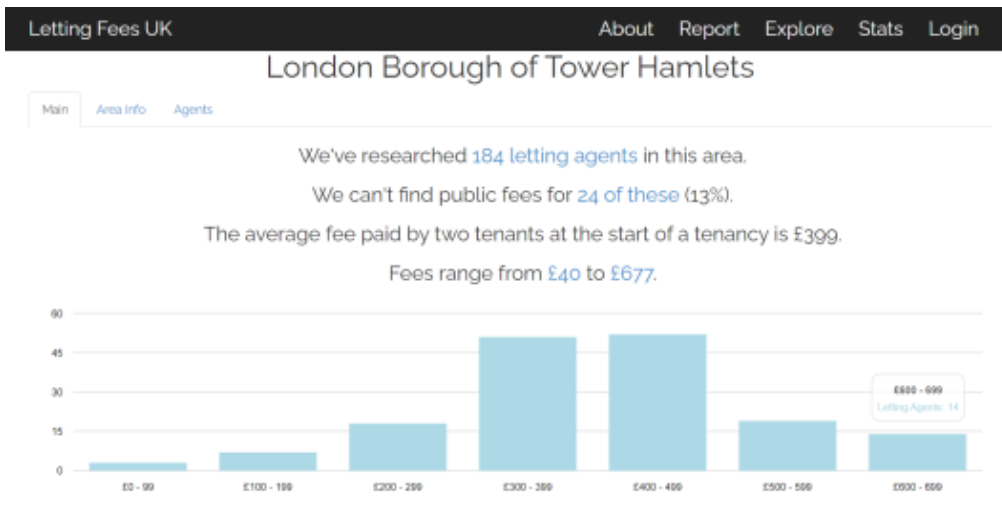 Letting Fees UK About Report Explore Stats Login
London Borough of Tower Hamlets
Main Area Info Agents
We've researched 184 letting agents in this area.
We can't find public fees for 24 of these (13%).
The average fee paid by two tenants at the start of a tenancy is £399.
Fees range from £40 to £677.
60
45
30
£600 - 699
Letting Agents: 14
15
0
£0 - 99 £100 - 199 £200 - 299 £300 - 399 £400 - 499 £500 - 599 £600 - 699